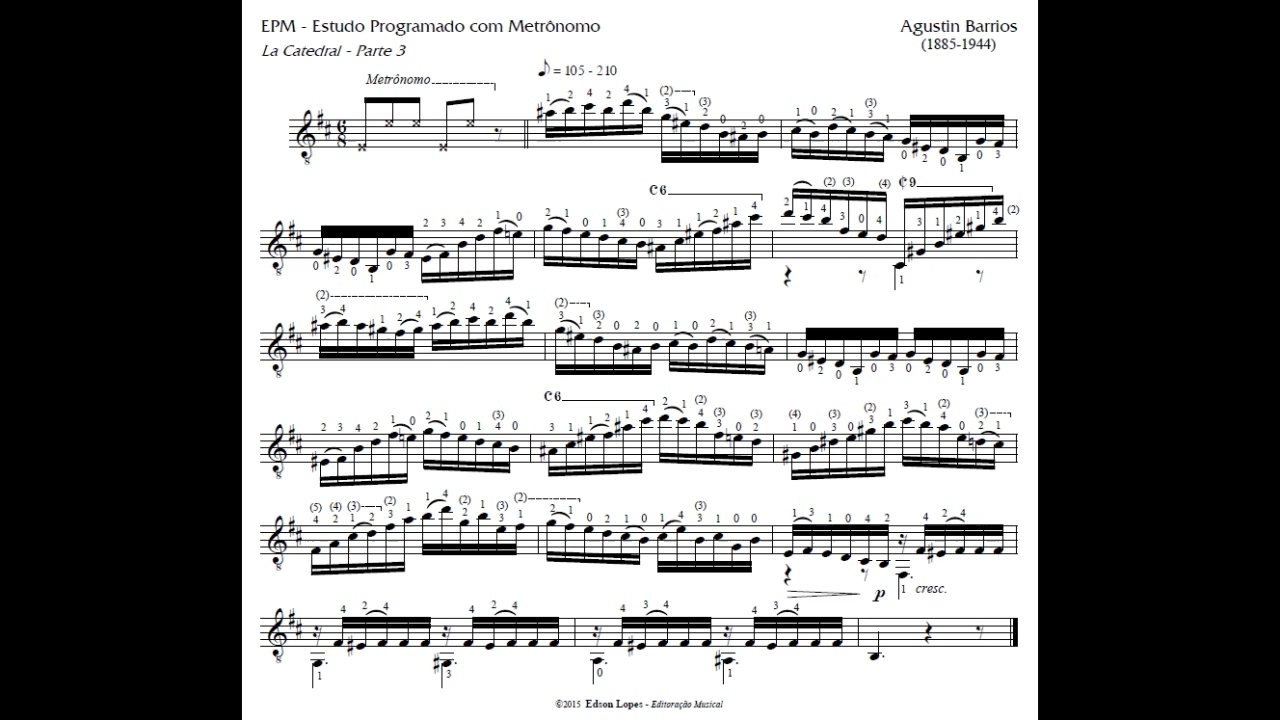 EPM - Estudo Programado com Metrônomo
Agustin Barrios
La Catedral - Parte 3
(1885-1944)
♪ = 105 - 210
Metrônomo
C6
¢9
C6
p
cresc.
©2015 Edson Lopes - Editoração Musical